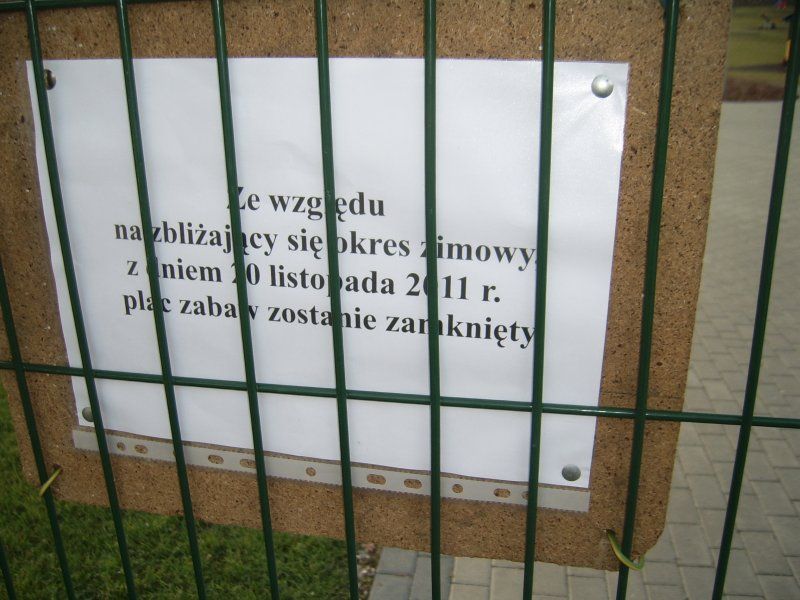 Ze względu
na zbliżający się okres zimowy,
z dniem 20 listopada 2011 r.
plac zabaw zostanie zamknięty